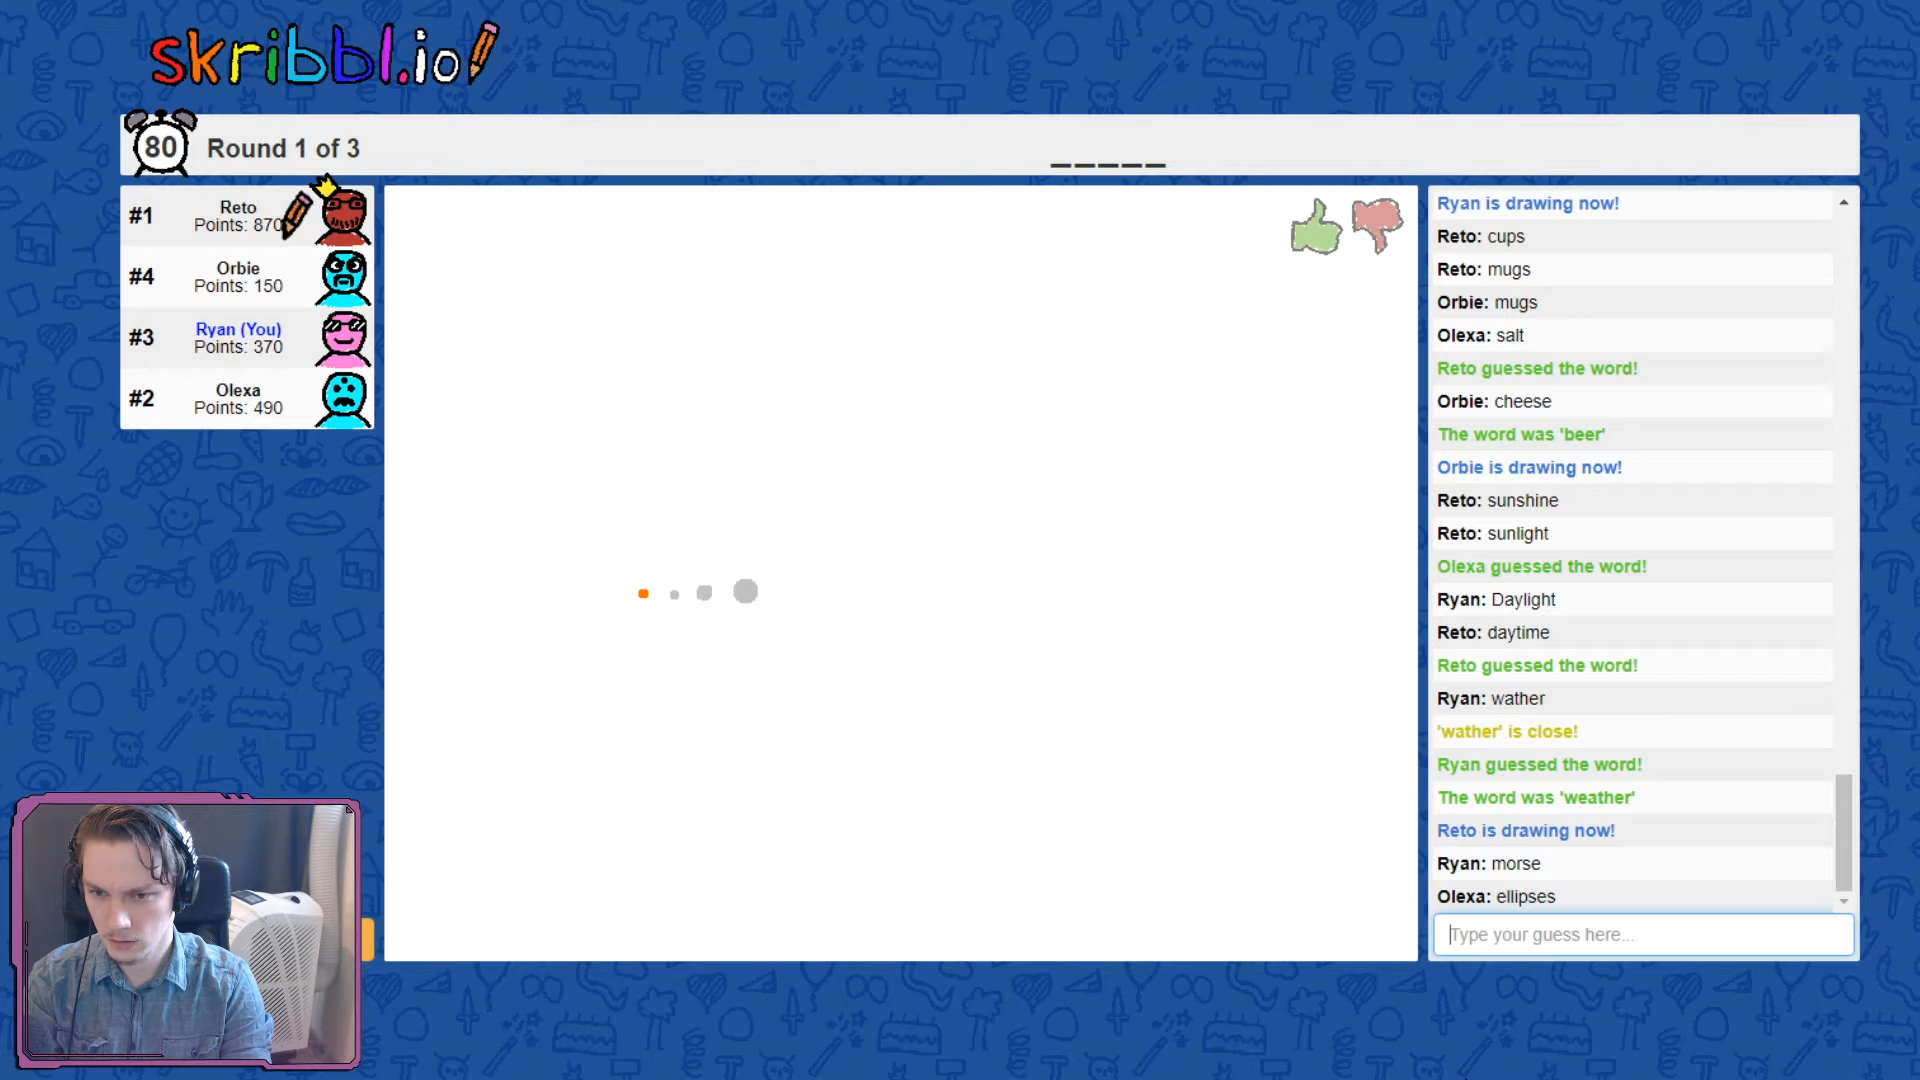 skribbl.io
80
Round 1 of 3
_____
#1
Reto
Points: 870
#4
Orbie
Points: 150
#3
Ryan (You)
Points: 370
#2
Olexa
Points: 490
Ryan is drawing now!
Reto: cups
Reto: mugs
Orbie: mugs
Olexa: salt
Reto guessed the word!
Orbie: cheese
The word was 'beer'
Orbie is drawing now!
Reto: sunshine
Reto: sunlight
Olexa guessed the word!
Ryan: Daylight
Reto: daytime
Reto guessed the word!
Ryan: wather
'wather' is close!
Ryan guessed the word!
The word was 'weather'
Reto is drawing now!
Ryan: morse
Olexa: ellipses
Type your guess here...